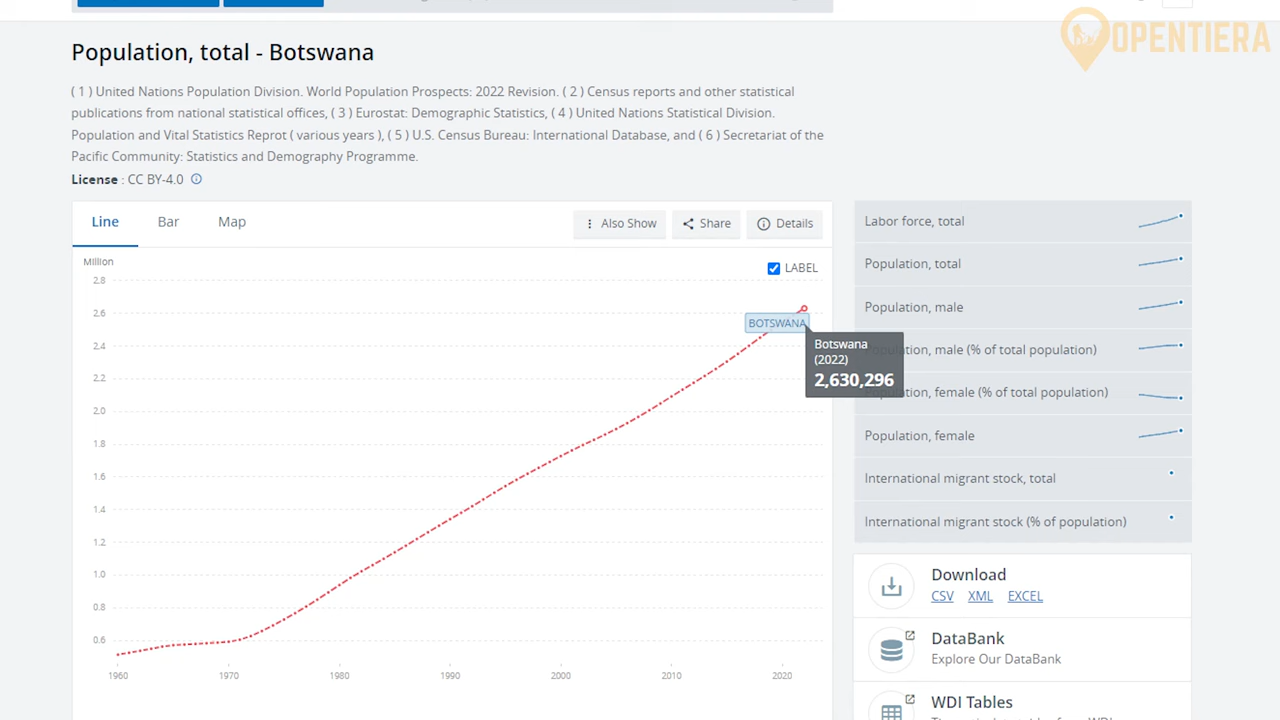 OPENTIERA
Population, total - Botswana
( 1 ) United Nations Population Division. World Population Prospects: 2022 Revision. ( 2 ) Census reports and other statistical
publications from national statistical offices, ( 3 ) Eurostat: Demographic Statistics, ( 4 ) United Nations Statistical Division.
Population and Vital Statistics Reprot ( various years ), ( 5 ) U.S. Census Bureau: International Database, and ( 6 ) Secretariat of the
Pacific Community: Statistics and Demography Programme.
License : CC BY-4.0
Line Bar Map
Also Show Share Details
Million
LABEL
2.8
2.6
2.4
2.2
2.0
1.8
1.6
1.4
1.2
1.0
0.8
0.6
1960 1970 1980 1990 2000 2010 2020
BOTSWANA
Botswana
(2022)
2,630,296
Labor force, total
Population, total
Population, male
Population, male (% of total population)
Population, female (% of total population)
Population, female
International migrant stock, total
International migrant stock (% of population)
Download
CSV XML EXCEL
DataBank
Explore Our DataBank
WDI Tables